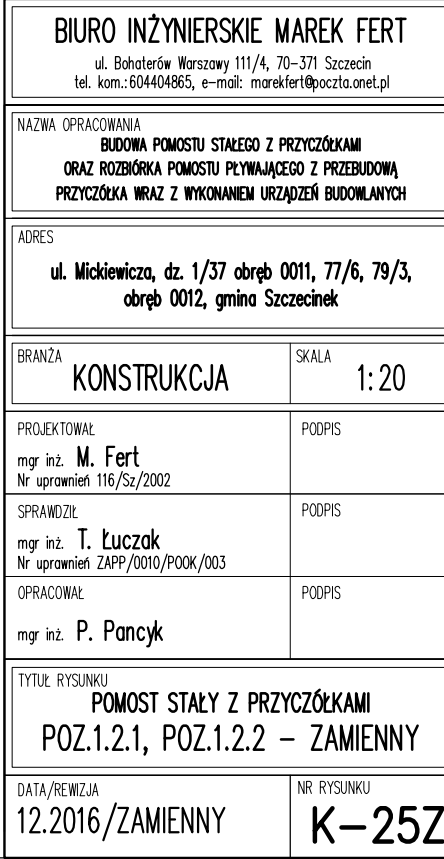 BIURO INŻYNIERSKIE MAREK FERT
ul. Bohaterów Warszawy 111/4, 70-371 Szczecin
tel. kom.:604404865, e-mail: marekfert@poczta.onet.pl
NAZWA OPRACOWANIA
BUDOWA POMOSTU STAŁEGO Z PRZYCZÓŁKAMI
ORAZ ROZBIÓRKA POMOSTU PŁYWAJĄCEGO Z PRZEBUDOWĄ
PRZYCZÓŁKA WRAZ Z WYKONANIEM URZĄDZEŃ BUDOWLANYCH
ADRES
ul. Mickiewicza, dz. 1/37 obręb 0011, 77/6, 79/3,
obręb 0012, gmina Szczecinek
BRANŻA
KONSTRUKCJA
SKALA
1:20
PROJEKTOWAŁ
mgr inż. M. Fert
Nr uprawnień 116/Sz/2002
PODPIS
SPRAWDZIŁ
mgr inż. T. Łuczak
Nr uprawnień ZAPP/0010/POOK/003
PODPIS
OPRACOWAŁ
mgr inż. P. Pancyk
PODPIS
TYTUŁ RYSUNKU
POMOST STAŁY Z PRZYCZÓŁKAMI
POZ.1.2.1, POZ.1.2.2 - ZAMIENNY
DATA/REWIZJA
12.2016/ZAMIENNY
NR RYSUNKU
K-25Z